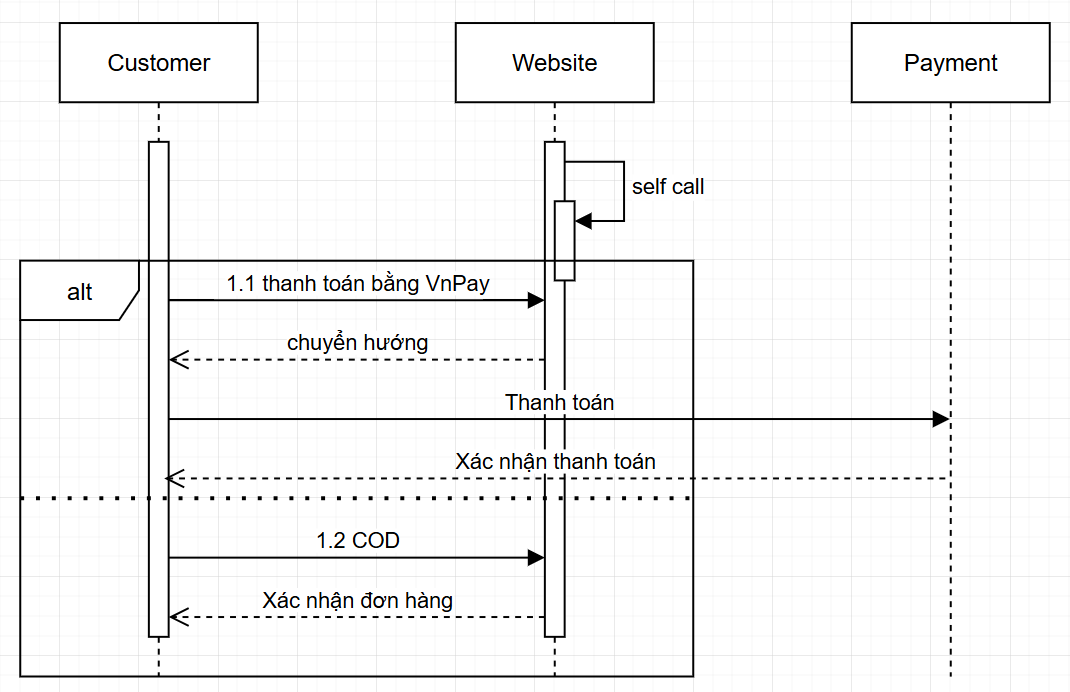 Customer
Website
Payment
self call
alt
1.1 thanh toán bằng VnPay
chuyển hướng
Thanh toán
Xác nhận thanh toán
1.2 COD
Xác nhận đơn hàng